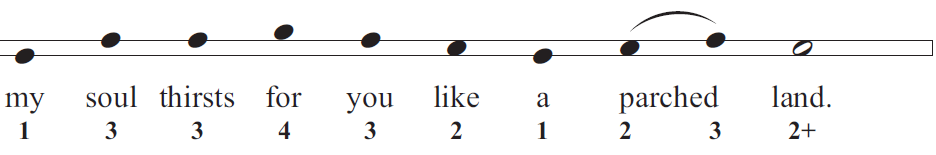 my soul thirsts for you like a parched land.
1 3 3 4 3 2 1 2 3 2+